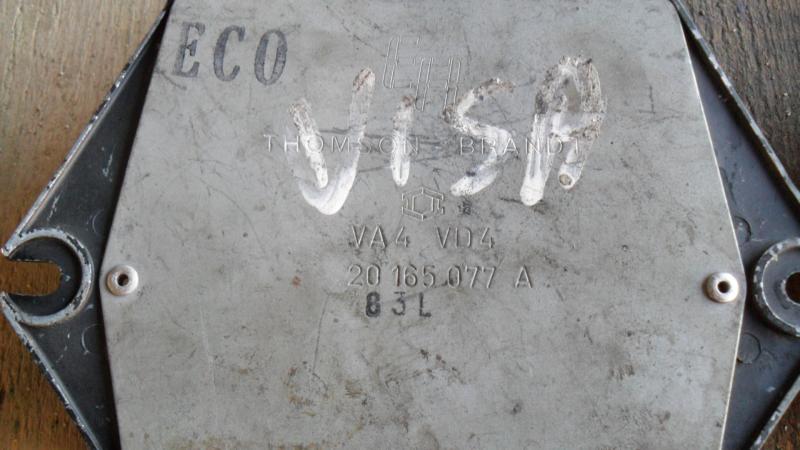 ECO
VISA
THOMSON - BRANDT
VA4 VD4
20 165 077 A
83L